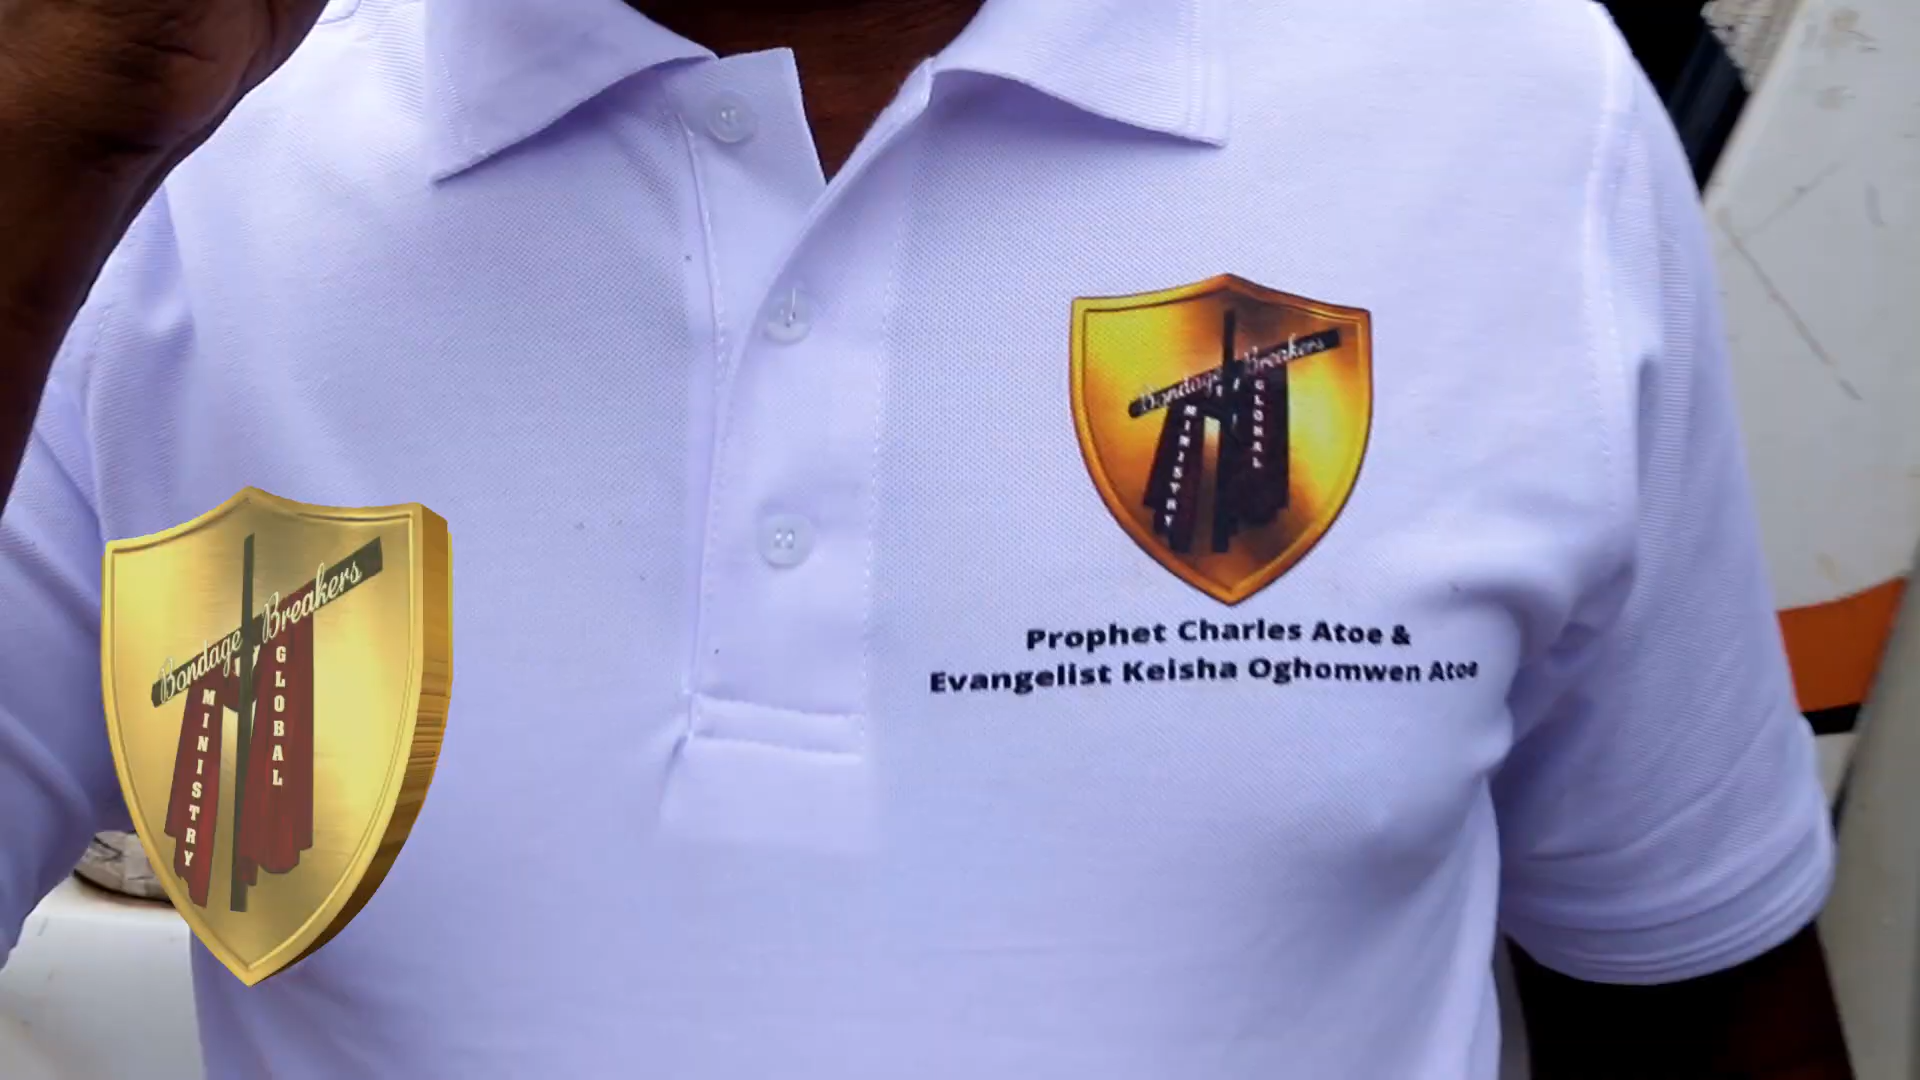 Bondage Breakers
MINISTRY
GLOBAL
Prophet Charles Atoe &
Evangelist Keisha Oghomwen Atoe
Bondage Breakers
MINISTRY
GLOBAL